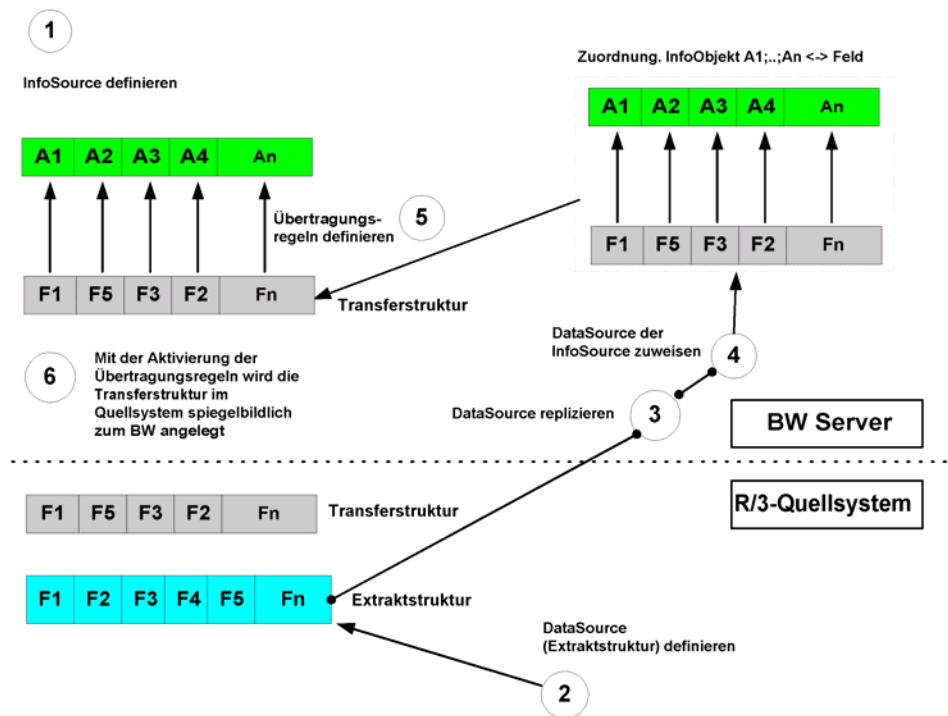 1
InfoSource definieren
Zuordnung. InfoObjekt A1;..;An <-> Feld
A1 A2 A3 A4 An
A1 A2 A3 A4 An
Übertragungs-
regeln definieren
5
F1 F5 F3 F2 Fn
F1 F5 F3 F2 Fn
Transferstruktur
DataSource der
InfoSource zuweisen
4
6
Mit der Aktivierung der
Übertragungsregeln wird die
Transferstruktur im
Quellsystem spiegelbildlich
zum BW angelegt
DataSource replizieren
3
BW Server
R/3-Quellsystem
F1 F5 F3 F2 Fn
Transferstruktur
F1 F2 F3 F4 F5 Fn
Extraktstruktur
DataSource
(Extraktstruktur) definieren
2